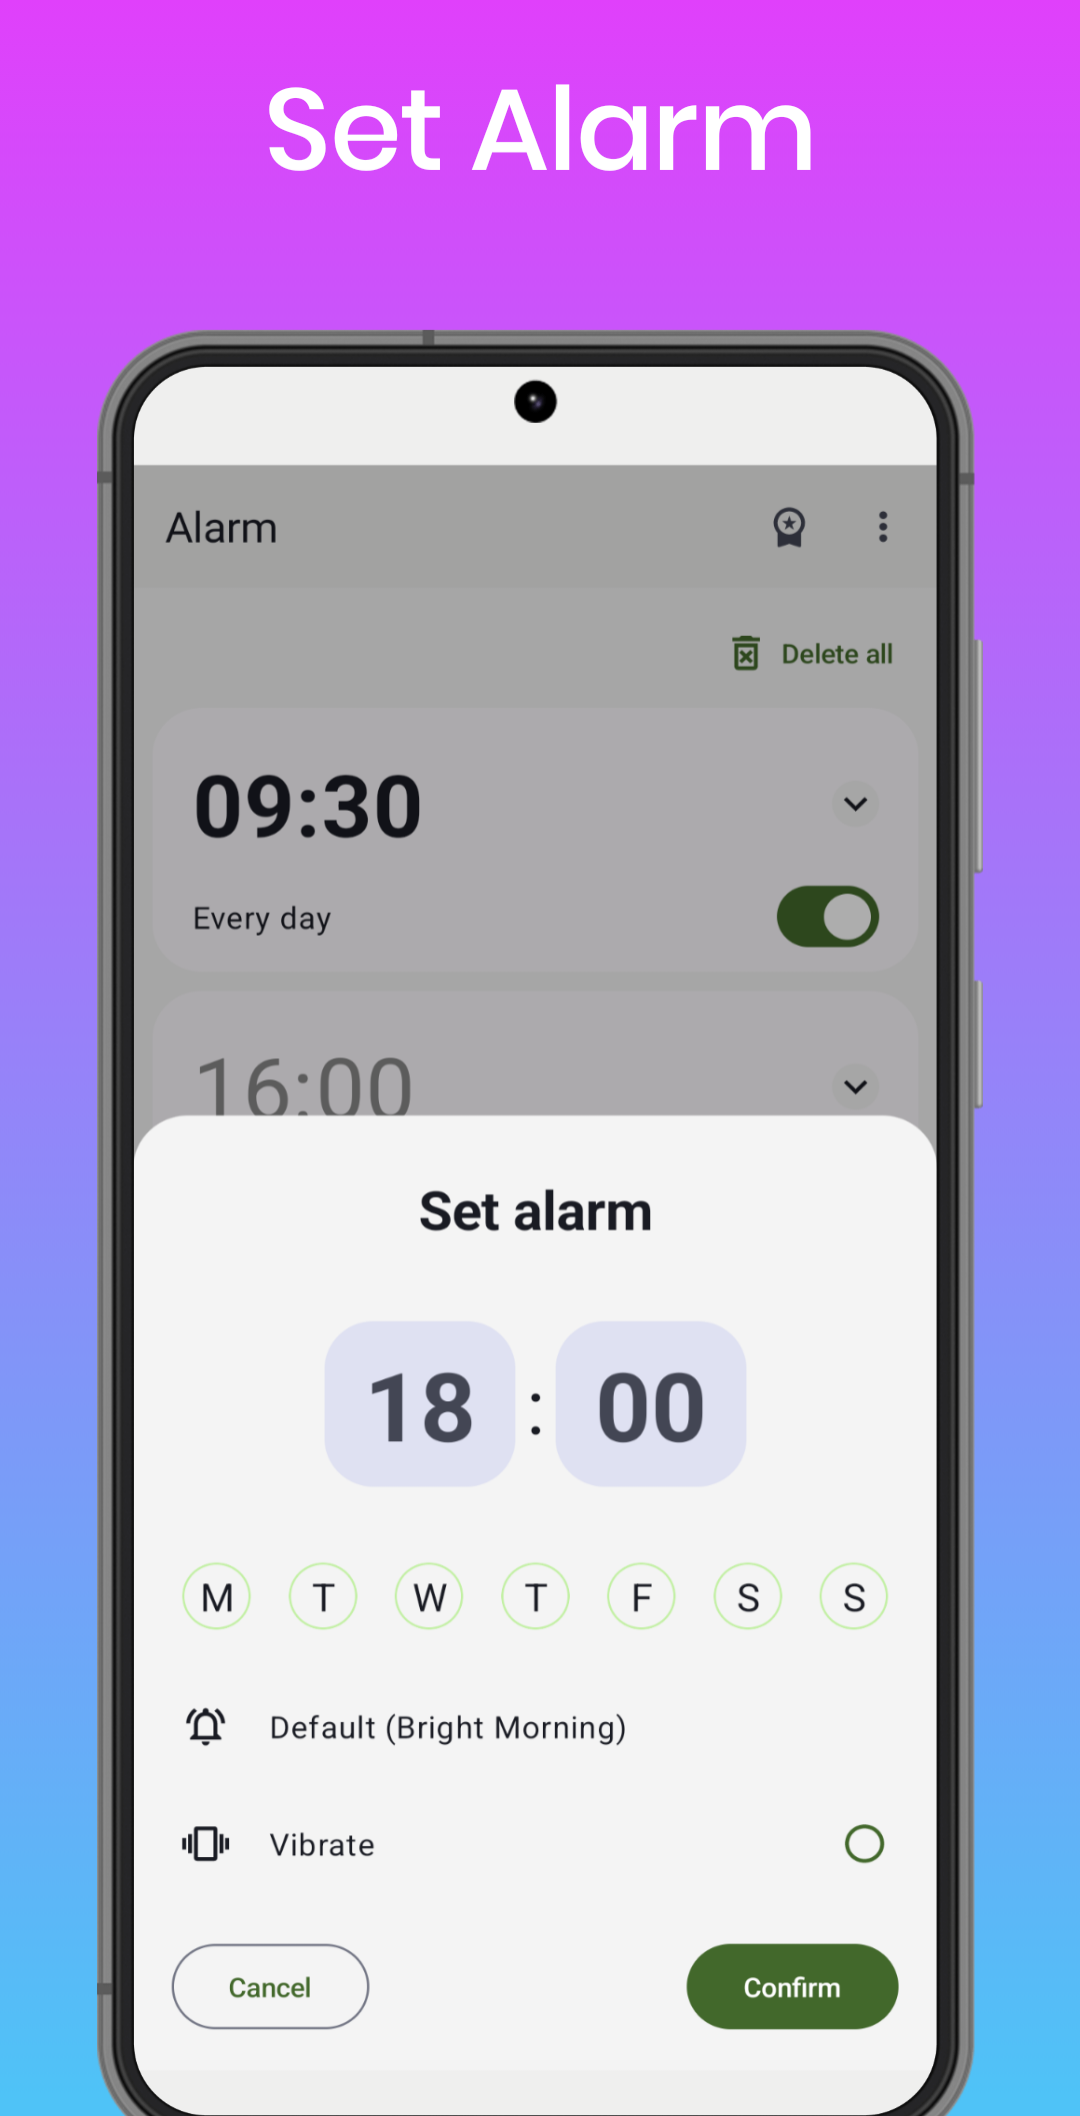 Set Alarm
Alarm
Delete all
09:30
Every day
16:00
Set alarm
18 : 00
M T W T F S S
Default (Bright Morning)
Vibrate
Cancel Confirm